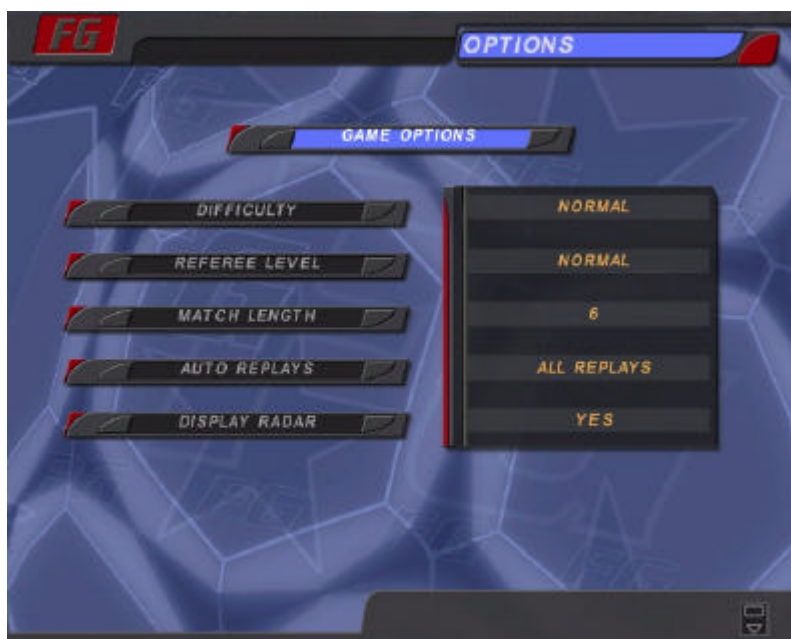 FG
OPTIONS
GAME OPTIONS
DIFFICULTY NORMAL
REFEREE LEVEL NORMAL
MATCH LENGTH 6
AUTO REPLAYS ALL REPLAYS
DISPLAY RADAR YES